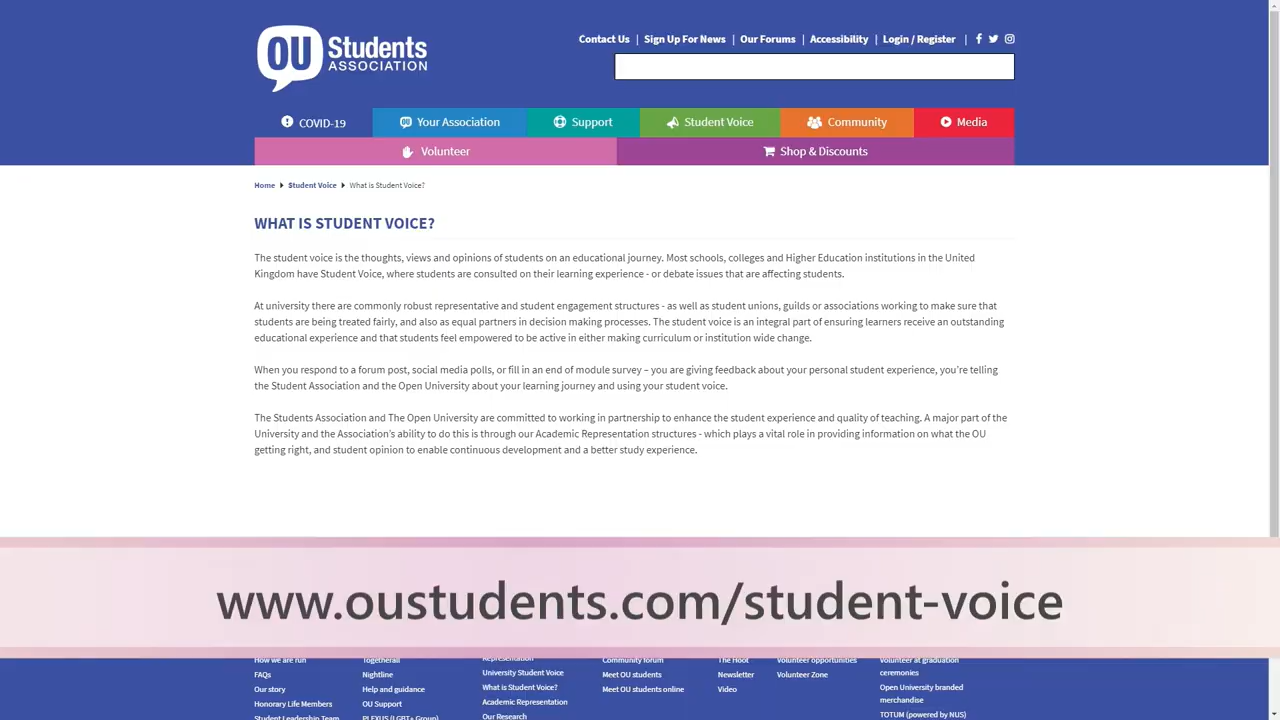 OU Students
ASSOCIATION
Contact Us | Sign Up For News | Our Forums | Accessibility | Login / Register |
COVID-19 Your Association Support Student Voice Community Media
Volunteer Shop & Discounts
Home Student Voice What is Student Voice?
WHAT IS STUDENT VOICE?
The student voice is the thoughts, views and opinions of students on an educational journey. Most schools, colleges and Higher Education institutions in the United
Kingdom have Student Voice, where students are consulted on their learning experience - or debate issues that are affecting students.
At university there are commonly robust representative and student engagement structures - as well as student unions, guilds or associations working to make sure that
students are being treated fairly, and also as equal partners in decision making processes. The student voice is an integral part of ensuring learners receive an outstanding
educational experience and that students feel empowered to be active in either making curriculum or institution wide change.
When you respond to a forum post, social media polls, or fill in an end of module survey – you are giving feedback about your personal student experience, you're telling
the Student Association and the Open University about your learning journey and using your student voice.
The Students Association and The Open University are committed to working in partnership to enhance the student experience and quality of teaching. A major part of the
University and the Association's ability to do this is through our Academic Representation structures - which plays a vital role in providing information on what the OU
getting right, and student opinion to enable continuous development and a better study experience.
www.oustudents.com/student-voice
How we are run Togetherall Representation Community forum The Hoot Volunteer opportunities Volunteer at graduation
ceremonies
FAQs Nightline University Student Voice Meet OU students Newsletter Volunteer Zone
Our story Help and guidance What is Student Voice? Meet OU students online Video Open University branded
merchandise
Honorary Life Members OU Support Academic Representation
Student Leadership Team PLEXUS (LGBT+ Group) Our Research TOTUM (powered by NUS)